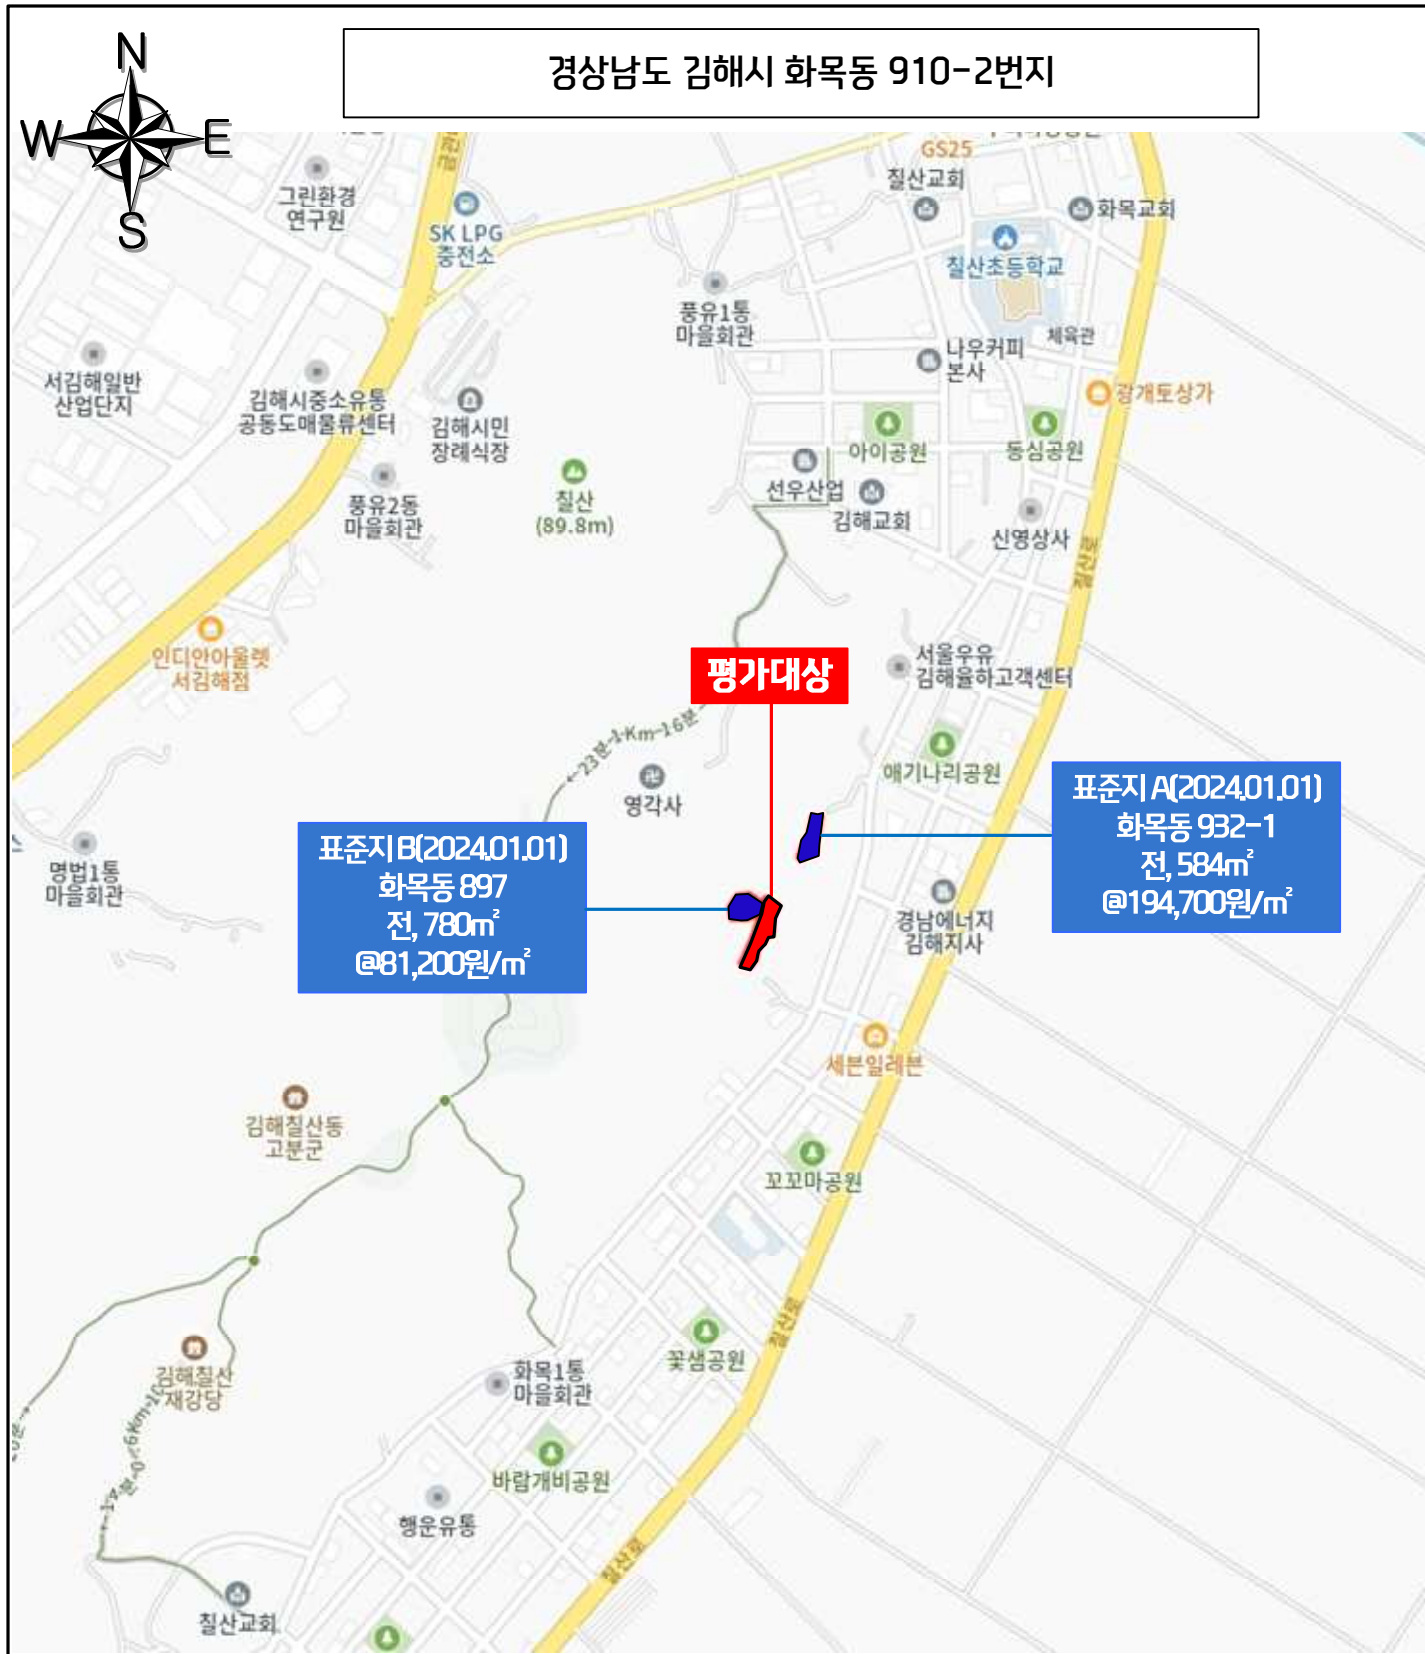 경상남도 김해시 화목동 910-2번지
N
W
E
S
GS25
칠산교회
그린환경
연구원
화목교회
SK LPG
충전소
칠산초등학교
풍유1통
마을회관
체육관
나우커피
본사
서김해일반
산업단지
김해시중소유통
공동도매물류센터
김해시민
장례식장
광개토상가
아이공원
동심공원
풍유2동
마을회관
칠산
(89.8m)
선우산업
김해교회
신영상사
칠산로
인디안아울렛
서김해점
평가대상
서울우유
김해율하고객센터
←23분-1Km-16분
영각사
애기나리공원
표준지 A(2024.01.01)
화목동 932-1
전, 584㎡
@194,700원/㎡
표준지 B(2024.01.01)
화목동 897
전, 780㎡
@81,200원/㎡
명법1통
마을회관
경남에너지
김해지사
세븐일레븐
김해칠산동
고분군
꼬꼬마공원
칠산로
꽃샘공원
김해칠산
재강당
화목1통
마을회관
바람개비공원
행운유통
칠산로
칠산교회